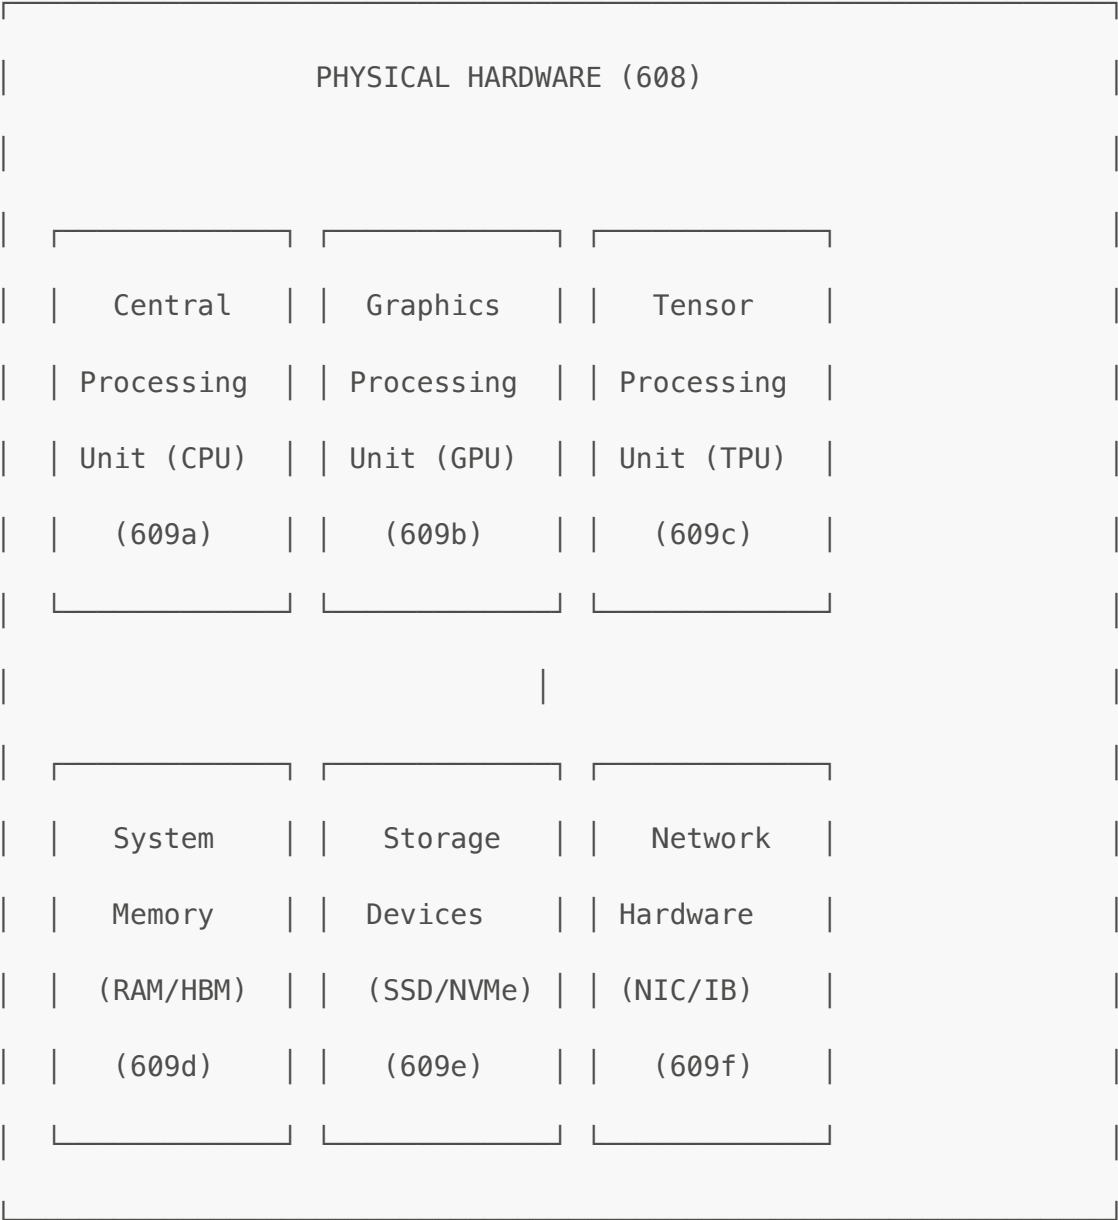 PHYSICAL HARDWARE (608)
Central Graphics Tensor
Processing Processing Processing
Unit (CPU) Unit (GPU) Unit (TPU)
(609a) (609b) (609c)
System Storage Network
Memory Devices Hardware
(RAM/HBM) (SSD/NVMe) (NIC/IB)
(609d) (609e) (609f)